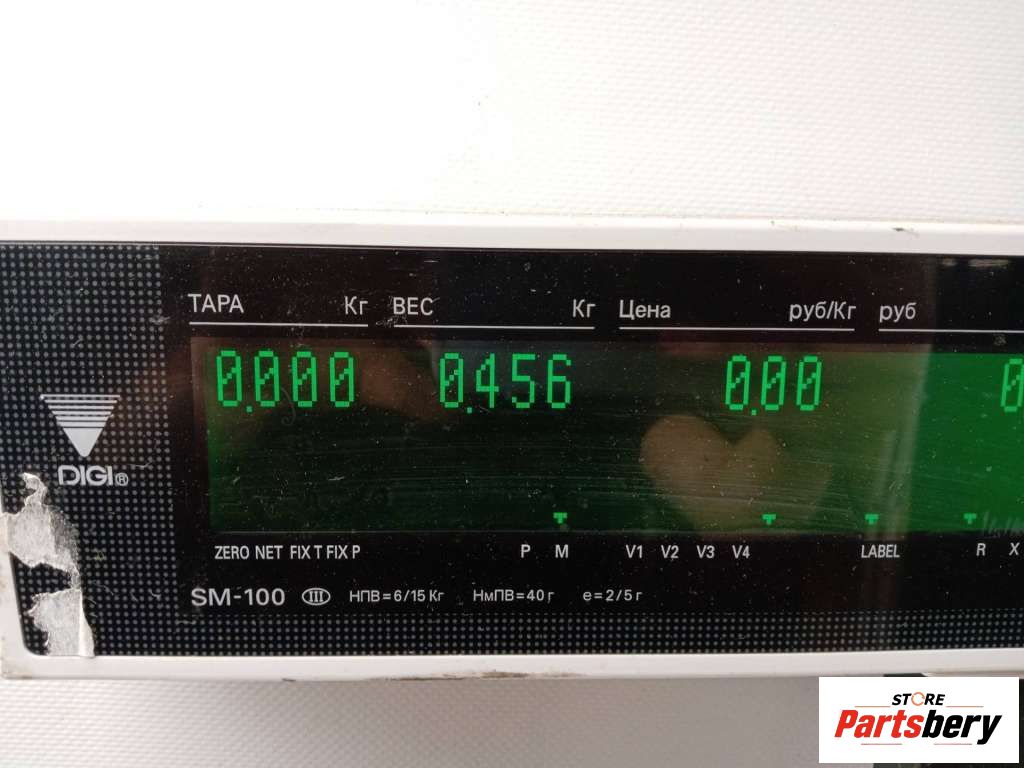 ТАРА Кг ВЕС Кг Цена руб/Кг руб
0.000 0.456 0.00 0
DIGI®
ZERO NET FIX T FIX P P M V1 V2 V3 V4 LABEL R X
SM-100 III НПВ=6/15 Кг НмПВ=40 г e=2/5 г
STORE
Partsbery